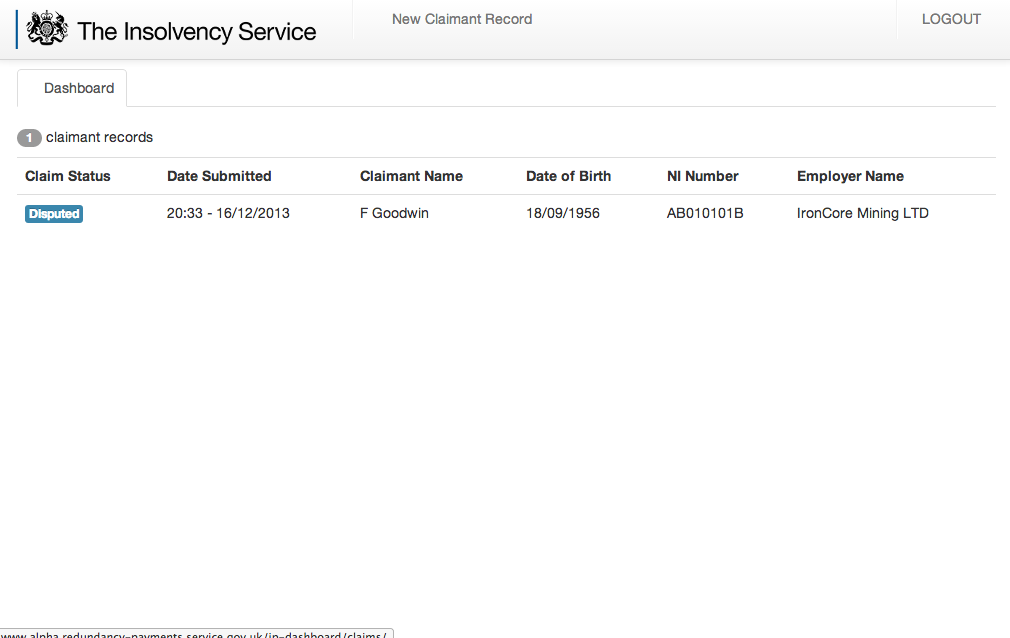 The Insolvency Service
New Claimant Record
LOGOUT
Dashboard
1 claimant records
Claim Status Date Submitted Claimant Name Date of Birth NI Number Employer Name
Disputed 20:33 - 16/12/2013 F Goodwin 18/09/1956 AB010101B IronCore Mining LTD
www.alpha.redundancy-payments.service.gov.uk/ip-dashboard/claims/